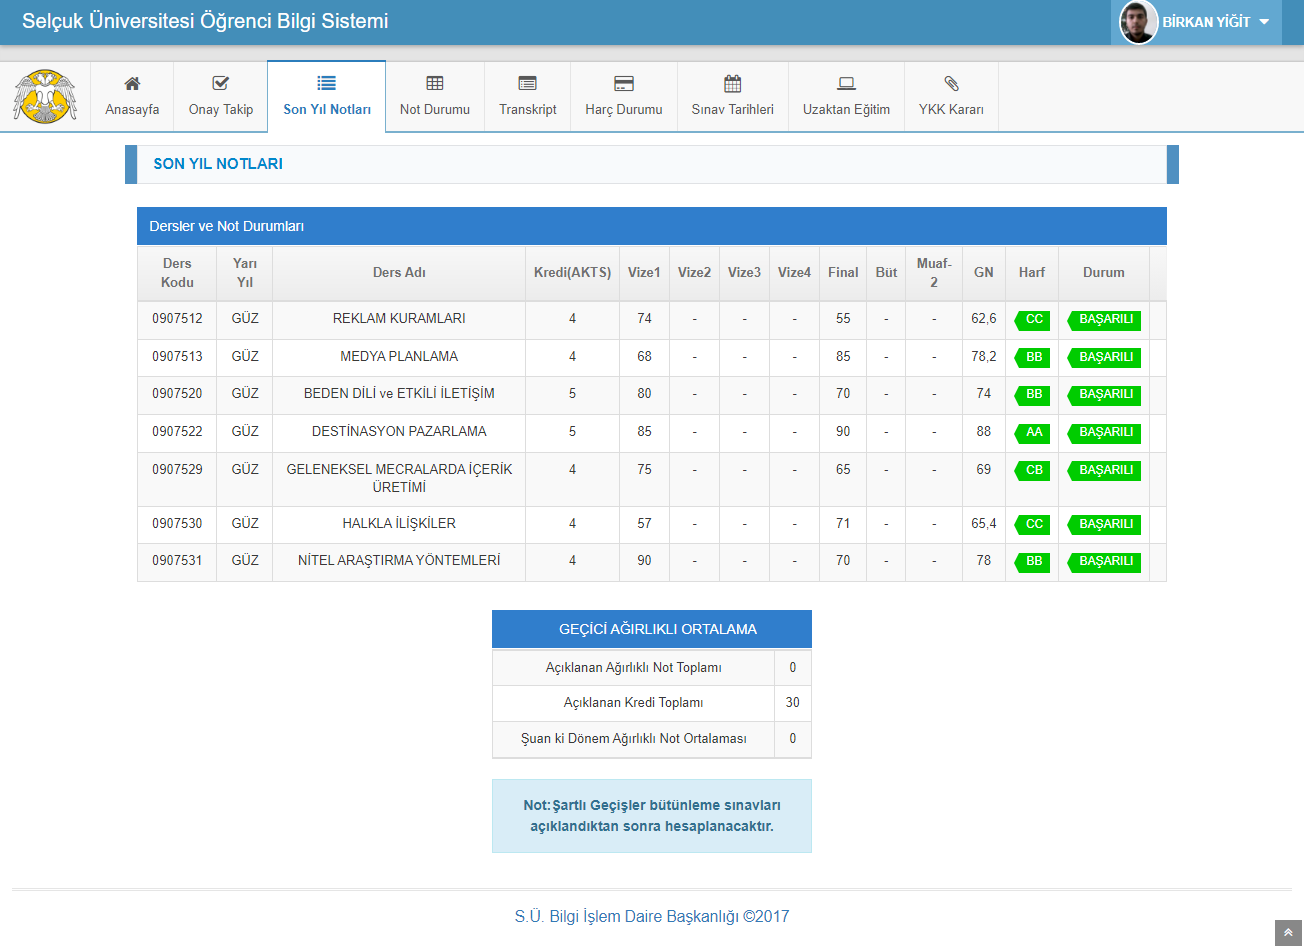 Selçuk Üniversitesi Öğrenci Bilgi Sistemi
BİRKAN YİĞİT
Anasayfa
Onay Takip
Son Yıl Notları
Not Durumu
Transkript
Harç Durumu
Sınav Tarihleri
Uzaktan Eğitim
YKK Kararı
SON YIL NOTLARI
Dersler ve Not Durumları
Ders Kodu Yarı Yıl Ders Adı Kredi(AKTS) Vize1 Vize2 Vize3 Vize4 Final Büt Muaf-2 GN Harf Durum
0907512 GÜZ REKLAM KURAMLARI 4 74 - - - 55 - - 62,6 CC BAŞARILI
0907513 GÜZ MEDYA PLANLAMA 4 68 - - - 85 - - 78,2 BB BAŞARILI
0907520 GÜZ BEDEN DİLİ ve ETKİLİ İLETİŞİM 5 80 - - - 70 - - 74 BB BAŞARILI
0907522 GÜZ DESTİNASYON PAZARLAMA 5 85 - - - 90 - - 88 AA BAŞARILI
0907529 GÜZ GELENEKSEL MECRALARDA İÇERİK ÜRETİMİ 4 75 - - - 65 - - 69 CB BAŞARILI
0907530 GÜZ HALKLA İLİŞKİLER 4 57 - - - 71 - - 65,4 CC BAŞARILI
0907531 GÜZ NİTEL ARAŞTIRMA YÖNTEMLERİ 4 90 - - - 70 - - 78 BB BAŞARILI
GEÇİCİ AĞIRLIKLI ORTALAMA
Açıklanan Ağırlıklı Not Toplamı 0
Açıklanan Kredi Toplamı 30
Şuan ki Dönem Ağırlıklı Not Ortalaması 0
Not:Şartlı Geçişler bütünleme sınavları
açıklandıktan sonra hesaplanacaktır.
S.Ü. Bilgi İşlem Daire Başkanlığı ©2017